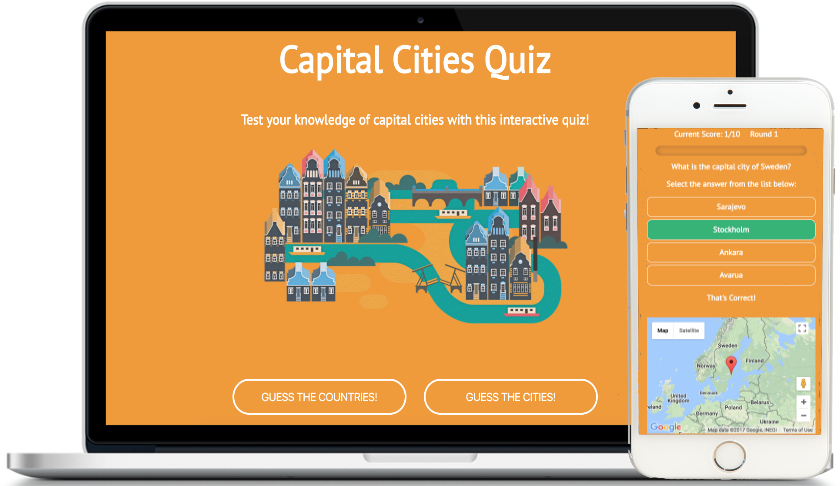 Capital Cities Quiz
Test your knowledge of capital cities with this interactive quiz!
GUESS THE COUNTRIES!
GUESS THE CITIES!
Current Score: 1/10 Round 1
What is the capital city of Sweden?
Select the answer from the list below:
Sarajevo
Stockholm
Ankara
Avarua
That's Correct!
Map Satellite
Sweden
Norway
Finland
Denmark
United
Kingdom
eland
Belarus
Poland
Germany
Ukraine
Google
Map data ©2017 Google, INEGI Terms of Use